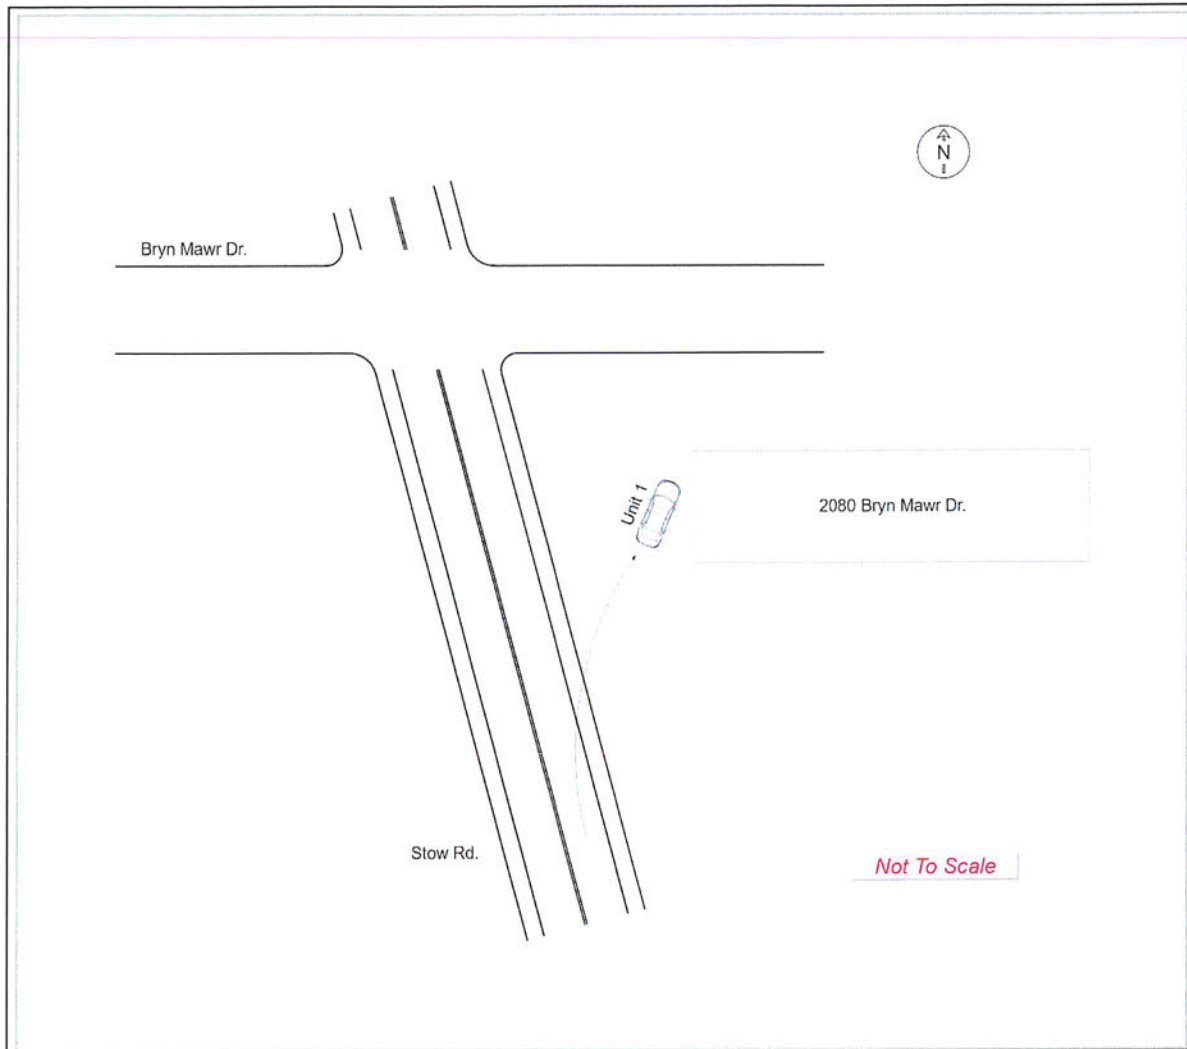 N
Bryn Mawr Dr.
Unit 1
2080 Bryn Mawr Dr.
Stow Rd.
Not To Scale